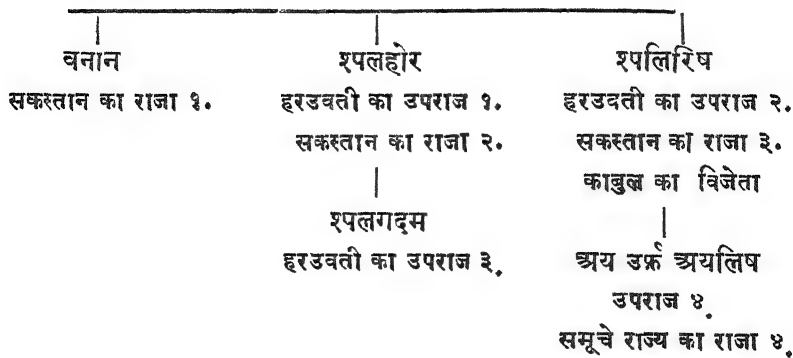 वनान
सकस्तान का राजा १.
श्पलहोर
हरउवती का उपराज १.
सकस्तान का राजा २.
श्पलगदम
हरउवती का उपराज ३.
श्पलिरिष
हरउवती का उपराज २.
सकस्तान का राजा ३.
काबुल का विजेता
अय उर्फ़ अयलिष
उपराज ४.
समूचे राज्य का राजा ४.